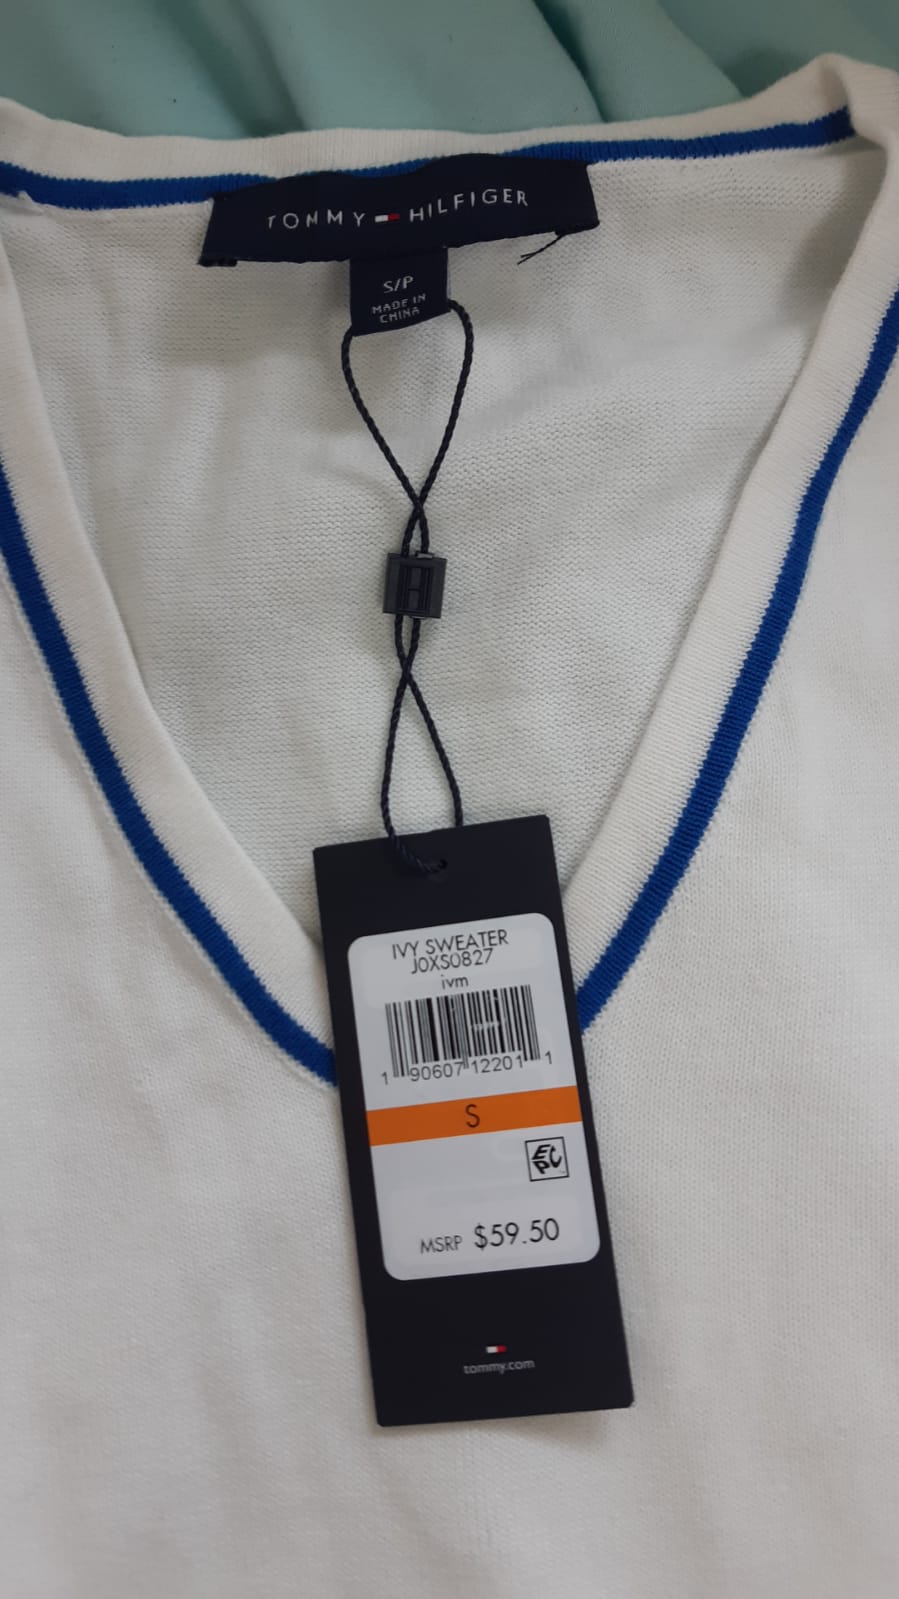 TOMMY HILFIGER
S/P
MADE IN
CHINA
IVY SWEATER
J0XS0827
ivm
1 90607 12201 1
S
EPC
MSRP $59.50
tommy.com